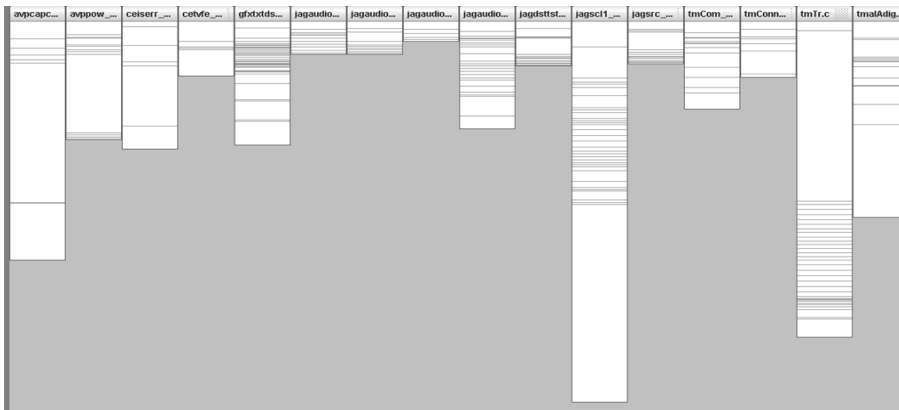 avpcapc... avppow_... ceiserr_... cetvfe_... gfxtxtds... jagaudio... jagaudio... jagaudio... jagaudio... jagdsttst... jagscl1_... jagsrc_... tmCom_... tmConn... tmTr.c tmalAdig